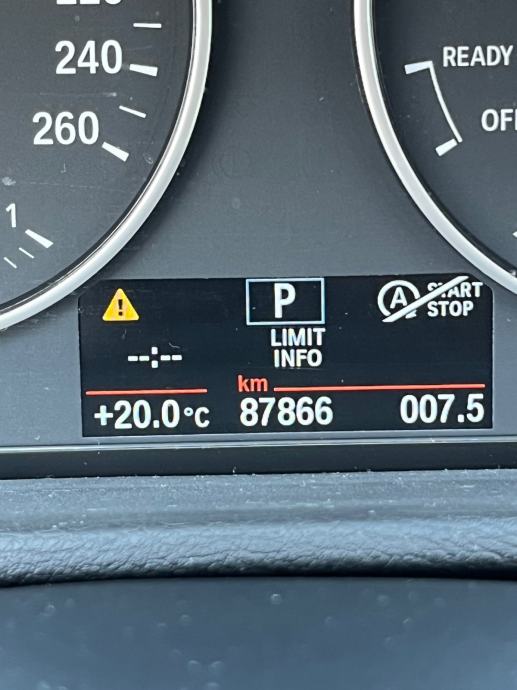 240
260
1
READY
P
LIMIT
INFO
A START
STOP
--:--
km
+20.0°C 87866 007.5